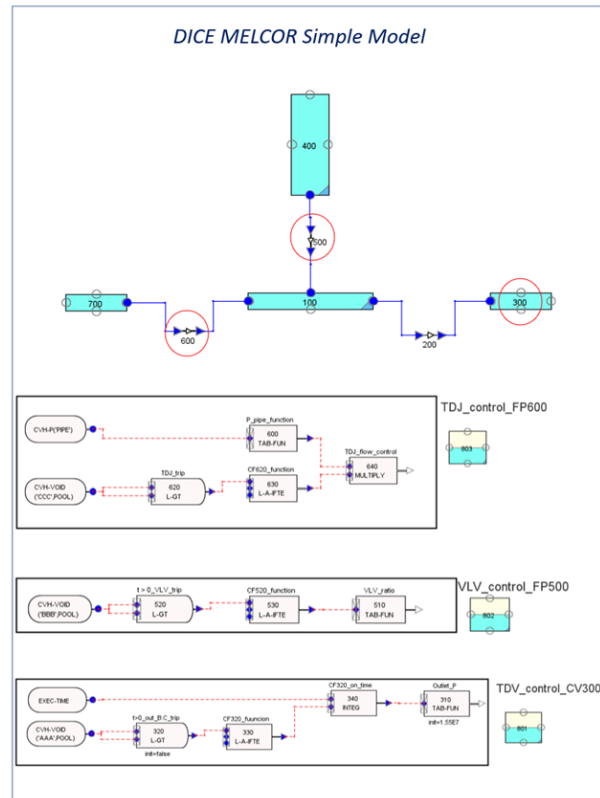 DICE MELCOR Simple Model
400
500
700
100
300
600
200
TDJ_control_FP600
803
P_pipe_function
CVH-P('PIPE')
600
TAB-FUN
TDJ_flow_control
640
MULTIPLY
TDJ_trip
CF620_function
CVH-VOID
('CCC',POOL)
620
L-GT
630
L-A-IFTE
VLV_control_FP500
802
t > 0_VLV_trip
CF520_function
VLV_ratio
CVH-VOID
('BBB',POOL)
520
L-GT
530
L-A-IFTE
510
TAB-FUN
TDV_control_CV300
801
CF320_on_time
Outlet_P
EXEC-TIME
340
INTEG
310
TAB-FUN
init=1.55E7
t>0_out_B.C_trip
CF320_fuuncion
CVH-VOID
('AAA',POOL)
320
L-GT
330
L-A-IFTE
init=false